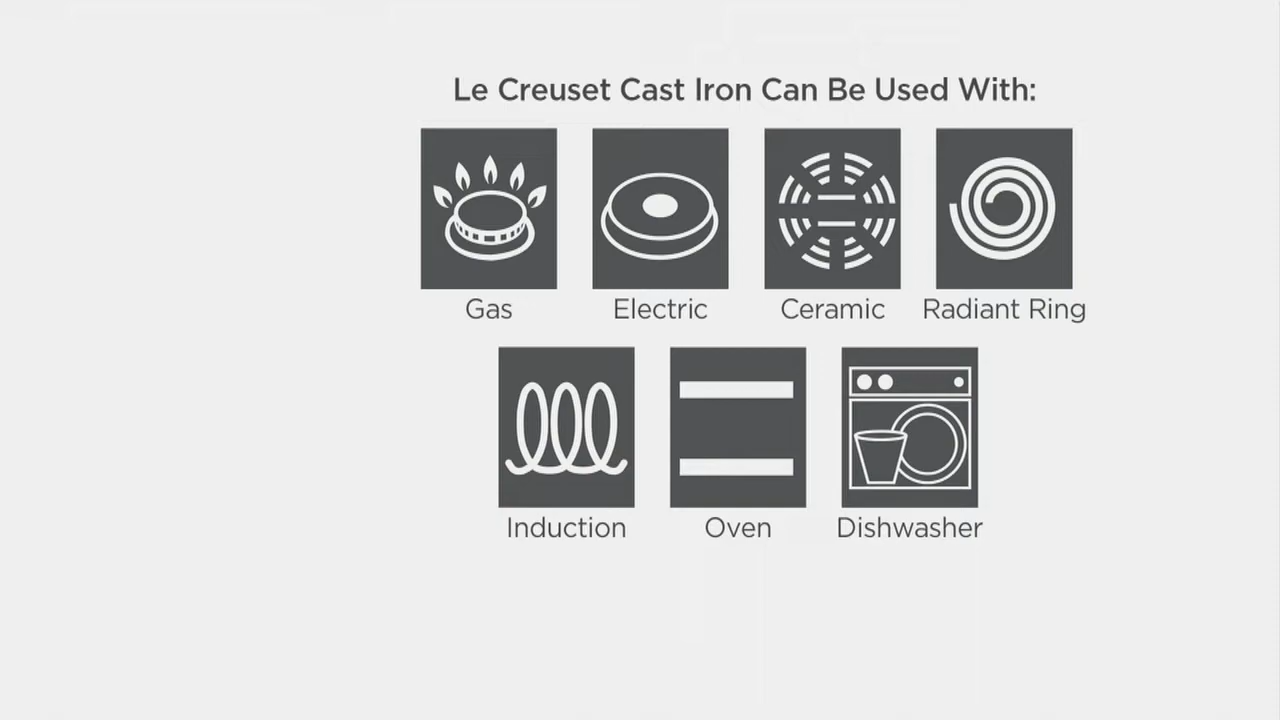 Le Creuset Cast Iron Can Be Used With:
Gas
Electric
Ceramic
Radiant Ring
Induction
Oven
Dishwasher